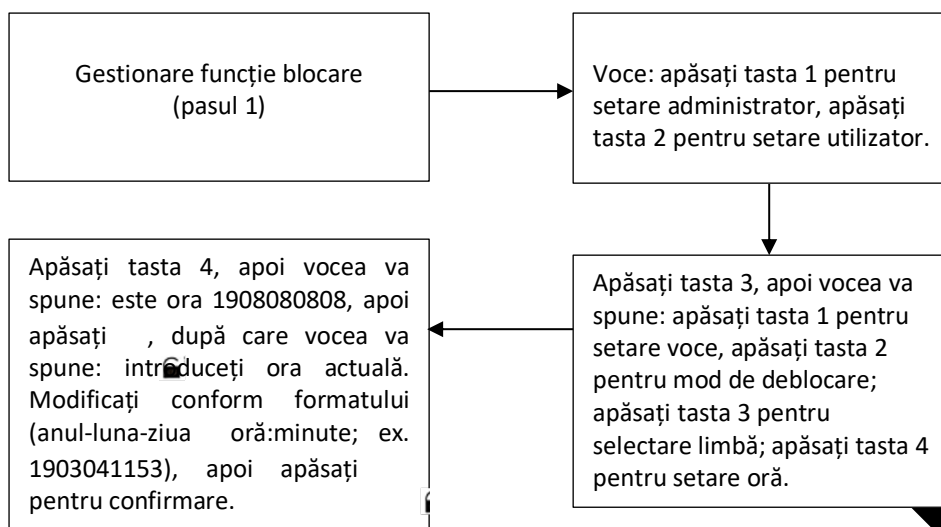 Gestionare funcție blocare
(pasul 1)
Voce: apăsați tasta 1 pentru
setare administrator, apăsați
tasta 2 pentru setare utilizator.
Apăsați tasta 3, apoi vocea va
spune: apăsați tasta 1 pentru
setare voce, apăsați tasta 2
pentru mod de deblocare;
apăsați tasta 3 pentru
selectare limbă; apăsați tasta 4
pentru setare oră.
Apăsați tasta 4, apoi vocea va
spune: este ora 1908080808, apoi
apăsați , după care vocea va
spune: introduceți ora actuală.
Modificați conform formatului
(anul-luna-ziua oră:minute; ex.
1903041153), apoi apăsați
pentru confirmare.